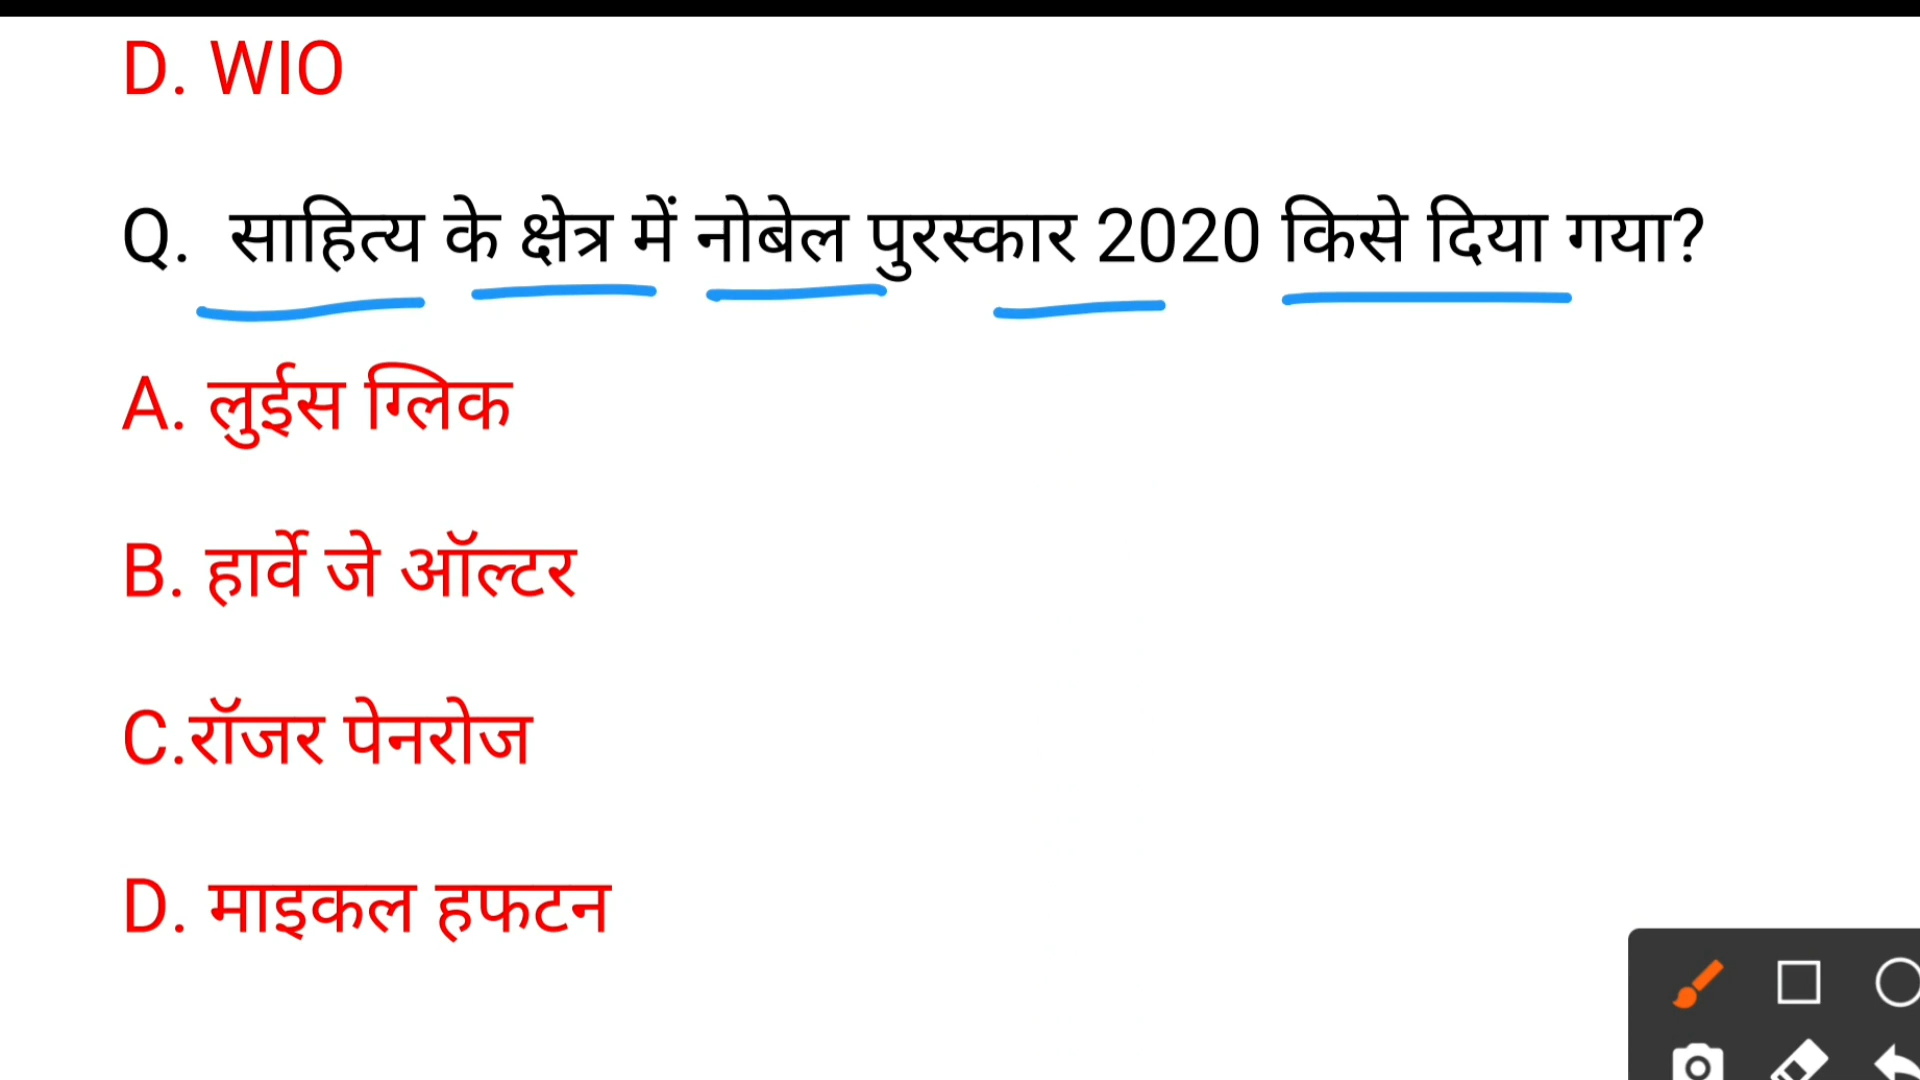 D. WIO
Q. साहित्य के क्षेत्र में नोबेल पुरस्कार 2020 किसे दिया गया?
A. लुईस ग्लिक
B. हार्वे जे ऑल्टर
C.रॉजर पेनरोज
D. माइकल हफटन